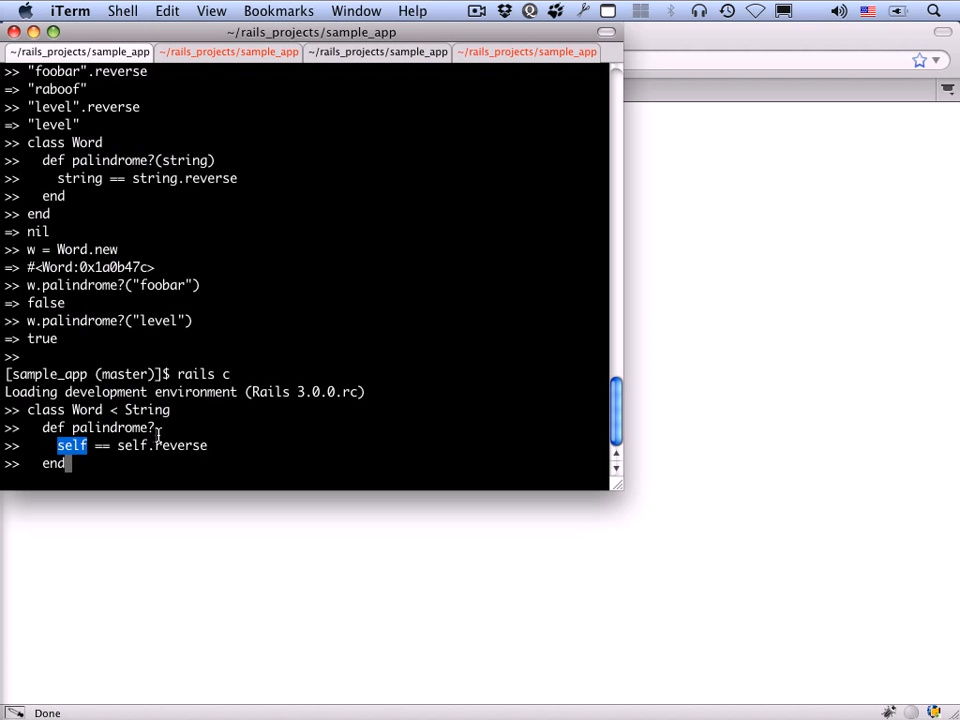 iTerm Shell Edit View Bookmarks Window Help
~/rails_projects/sample_app
~/rails_projects/sample_app ~/rails_projects/sample_app ~/rails_projects/sample_app ~/rails_projects/sample_app
>> "foobar".reverse
=> "raboof"
>> "level".reverse
=> "level"
>> class Word
>>   def palindrome?(string)
>>     string == string.reverse
>>   end
>> end
=> nil
>> w = Word.new
=> #<Word:0x1a0b47c>
>> w.palindrome?("foobar")
=> false
>> w.palindrome?("level")
=> true
>>
[sample_app (master)]$ rails c
Loading development environment (Rails 3.0.0.rc)
>> class Word < String
>>   def palindrome?
>>     self == self.reverse
>>   end
Done